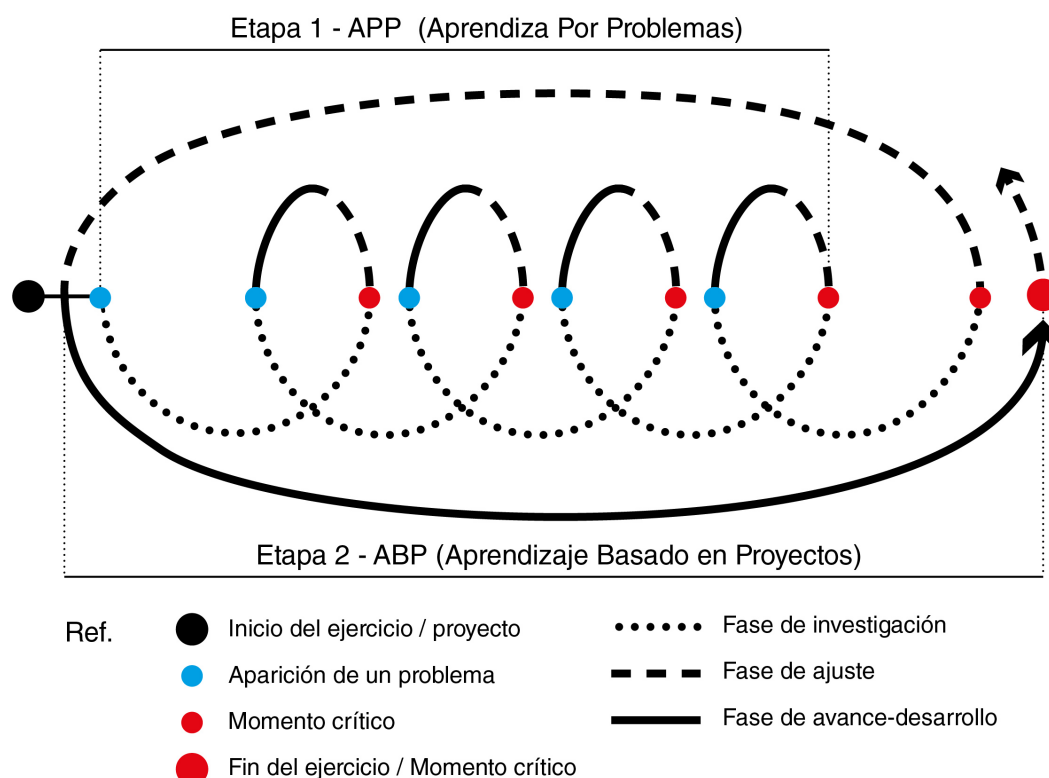 Etapa 1 - APP (Aprendiza Por Problemas)
Etapa 2 - ABP (Aprendizaje Basado en Proyectos)
Ref.
Inicio del ejercicio / proyecto
Aparición de un problema
Momento crítico
Fin del ejercicio / Momento crítico
Fase de investigación
Fase de ajuste
Fase de avance-desarrollo